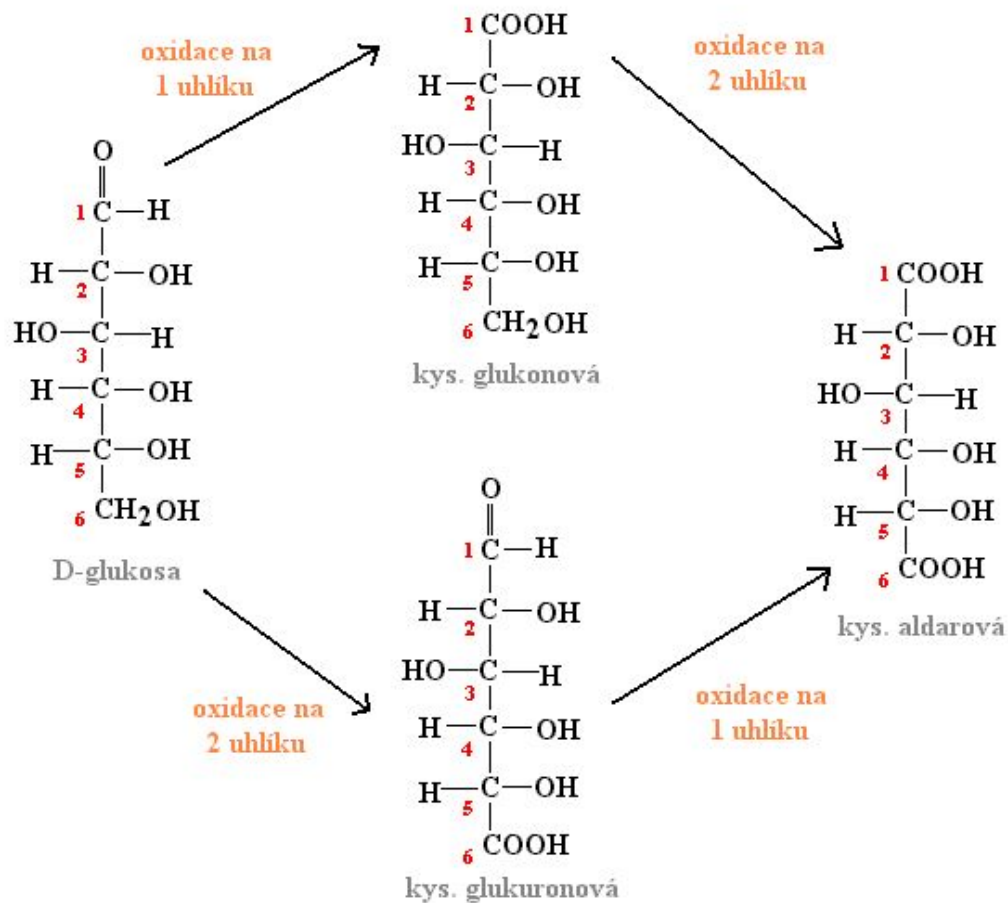 oxidace na
1 uhlíku
1 COOH
H—C—OH
2
HO—C—H
3
H—C—OH
4
H—C—OH
5
6 CH2OH
kys. glukonová
oxidace na
2 uhlíku
O
1 C—H
H—C—OH
2
HO—C—H
3
H—C—OH
4
H—C—OH
5
6 CH2OH
D-glukosa
1 COOH
H—C—OH
2
HO—C—H
3
H—C—OH
4
H—C—OH
5
6 COOH
kys. aldarová
oxidace na
2 uhlíku
O
1 C—H
H—C—OH
2
HO—C—H
3
H—C—OH
4
H—C—OH
5
6 COOH
kys. glukuronová
oxidace na
1 uhlíku